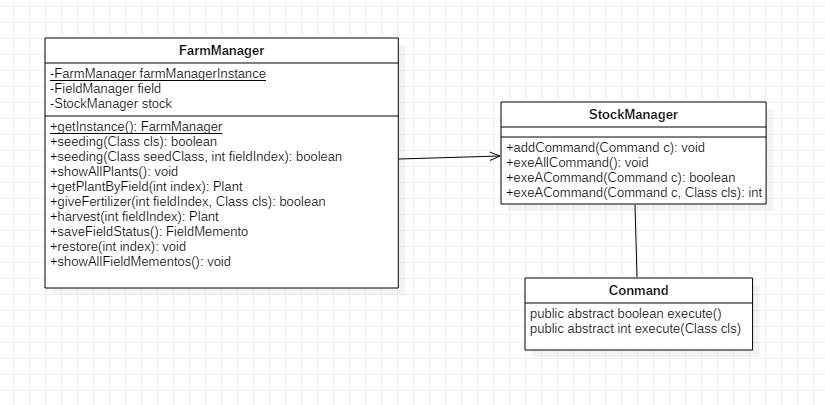 FarmManager
-FarmManager farmManagerInstance
-FieldManager field
-StockManager stock
+getInstance(): FarmManager
+seeding(Class cls): boolean
+seeding(Class seedClass, int fieldIndex): boolean
+showAllPlants(): void
+getPlantByField(int index): Plant
+giveFertilizer(int fieldIndex, Class cls): boolean
+harvest(int fieldIndex): Plant
+saveFieldStatus(): FieldMemento
+restore(int index): void
+showAllFieldMementos(): void
StockManager
+addCommand(Command c): void
+exeAllCommand(): void
+exeACommand(Command c): boolean
+exeACommand(Command c, Class cls): int
Conmand
public abstract boolean execute()
public abstract int execute(Class cls)